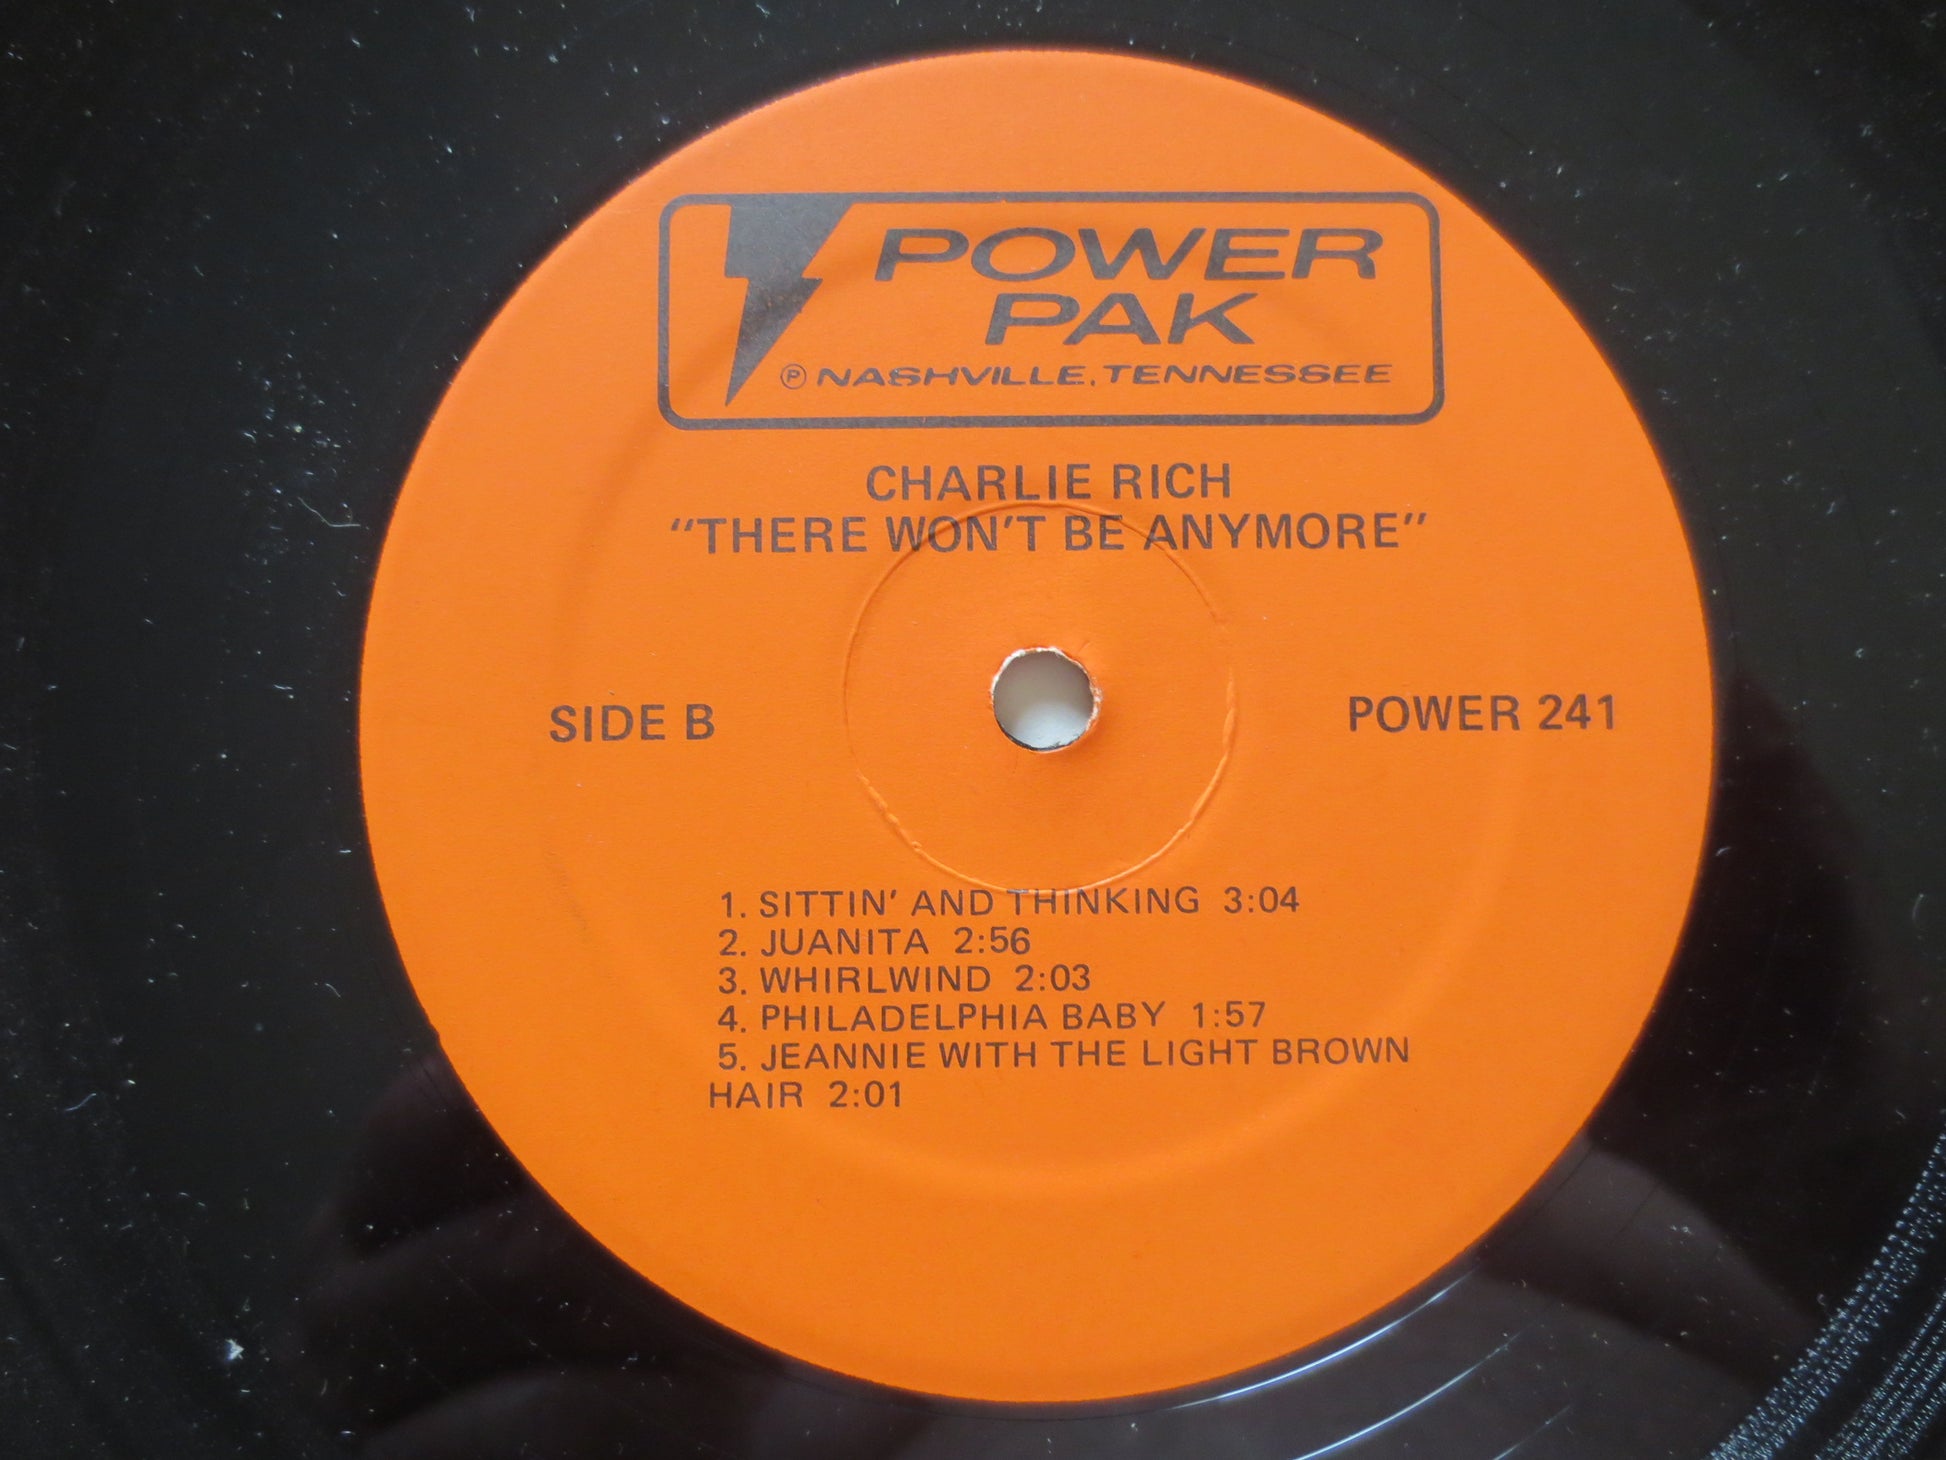 POWER
PAK
℗ NASHVILLE, TENNESSEE
CHARLIE RICH
"THERE WON'T BE ANYMORE"
SIDE B
POWER 241
1. SITTIN' AND THINKING 3:04
2. JUANITA 2:56
3. WHIRLWIND 2:03
4. PHILADELPHIA BABY 1:57
5. JEANNIE WITH THE LIGHT BROWN
HAIR 2:01